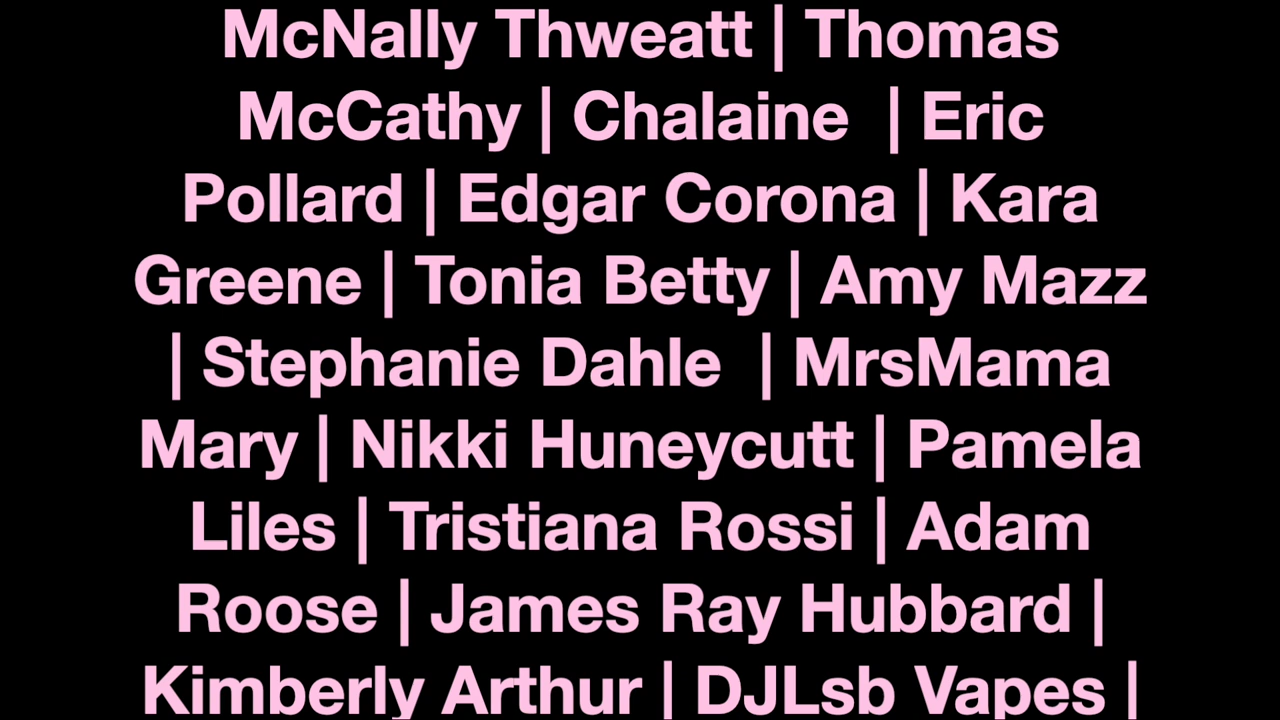 McNally Thweatt | Thomas
McCathy | Chalaine  | Eric
Pollard | Edgar Corona | Kara
Greene | Tonia Betty | Amy Mazz
| Stephanie Dahle  | MrsMama
Mary | Nikki Huneycutt | Pamela
Liles | Tristiana Rossi | Adam
Roose | James Ray Hubbard |
Kimberly Arthur | DJLsb Vapes |